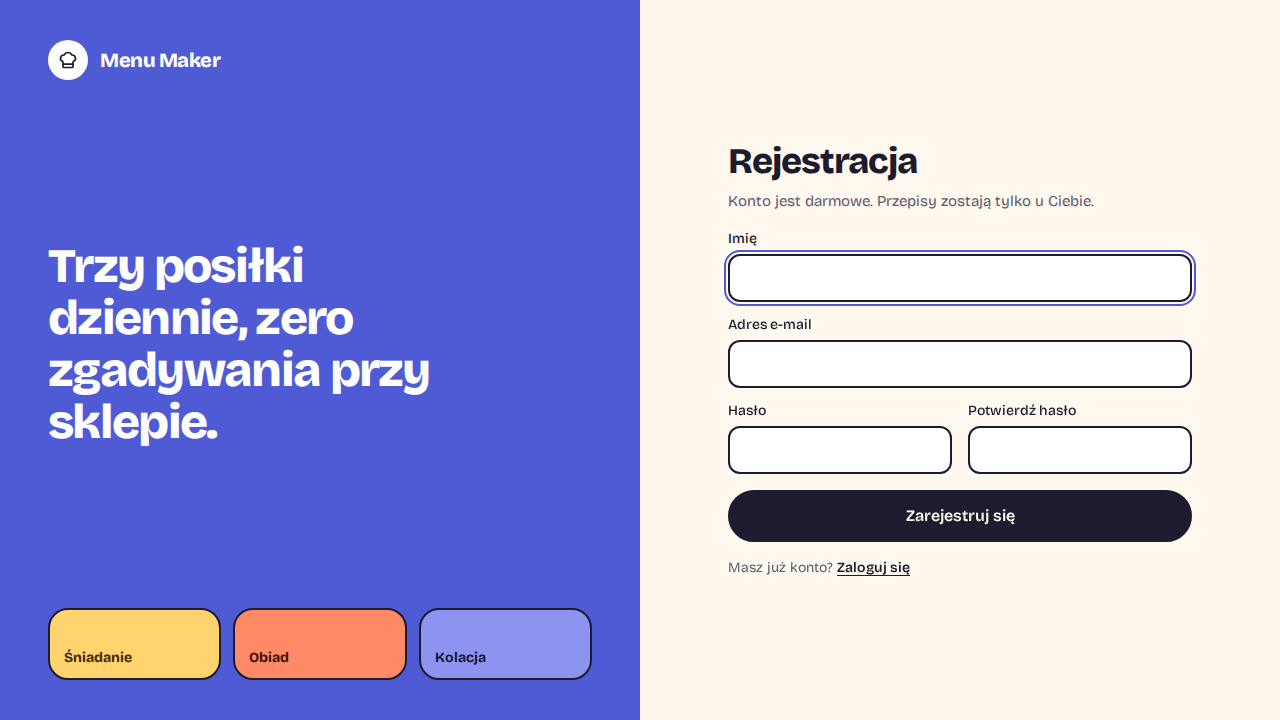 Menu Maker
Trzy posiłki
dziennie, zero
zgadywania przy
sklepie.
Śniadanie
Obiad
Kolacja
Rejestracja
Konto jest darmowe. Przepisy zostają tylko u Ciebie.
Imię
Adres e-mail
Hasło
Potwierdź hasło
Zarejestruj się
Masz już konto? Zaloguj się